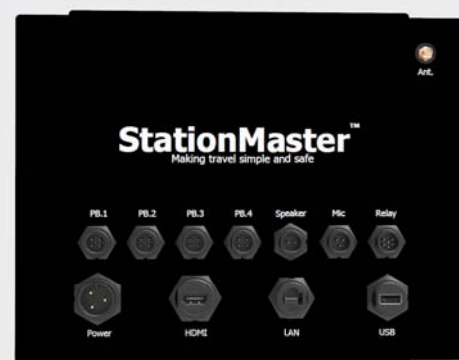 Ant.
StationMaster™
Making travel simple and safe
PB.1 PB.2 PB.3 PB.4 Speaker Mic Relay
Power HDMI LAN USB